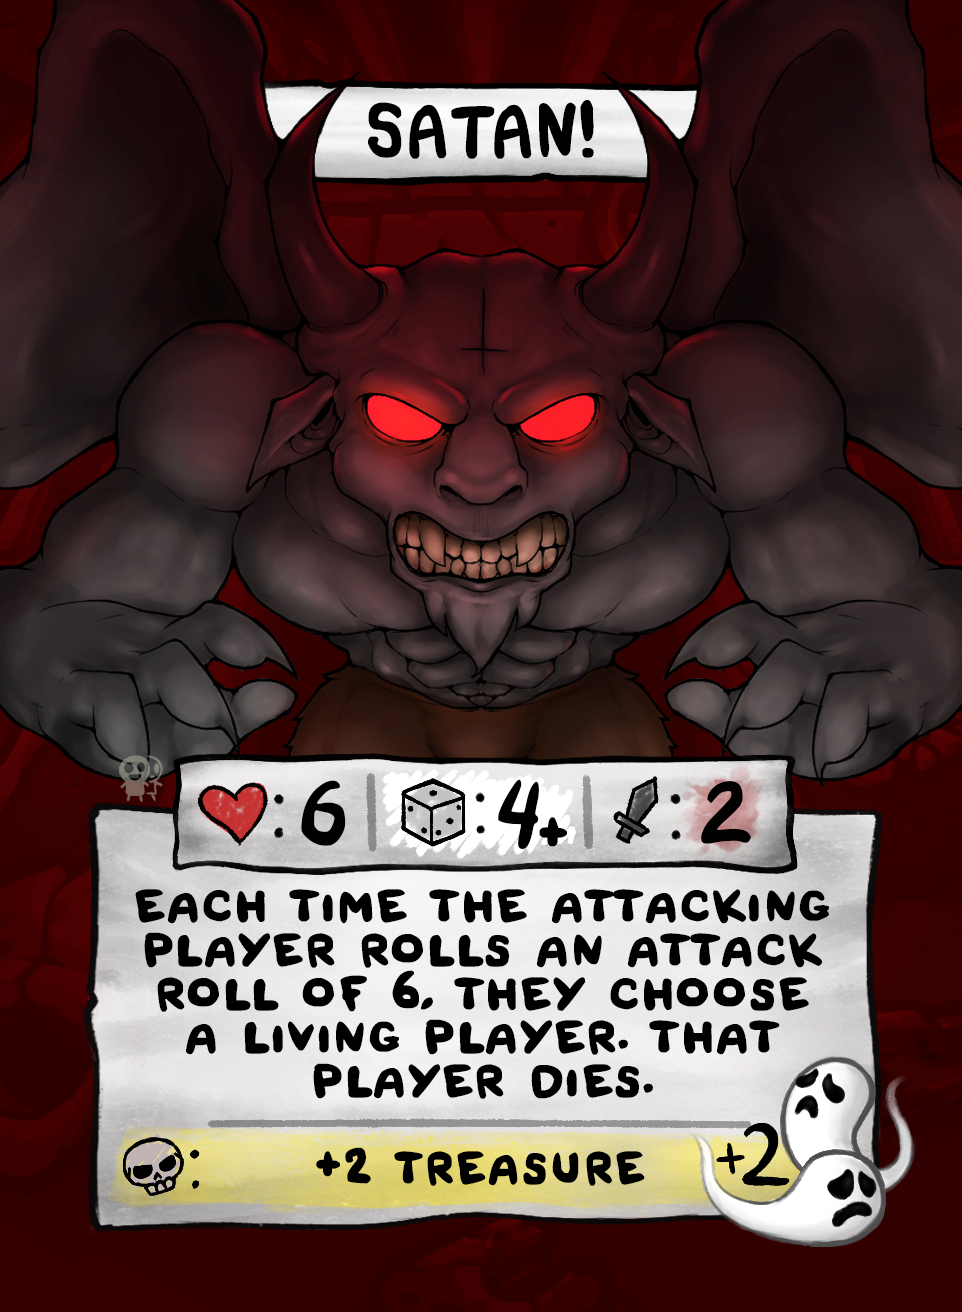 SATAN!
: 6 : 4+ : 2
EACH TIME THE ATTACKING
PLAYER ROLLS AN ATTACK
ROLL OF 6, THEY CHOOSE
A LIVING PLAYER. THAT
PLAYER DIES.
: +2 TREASURE +2